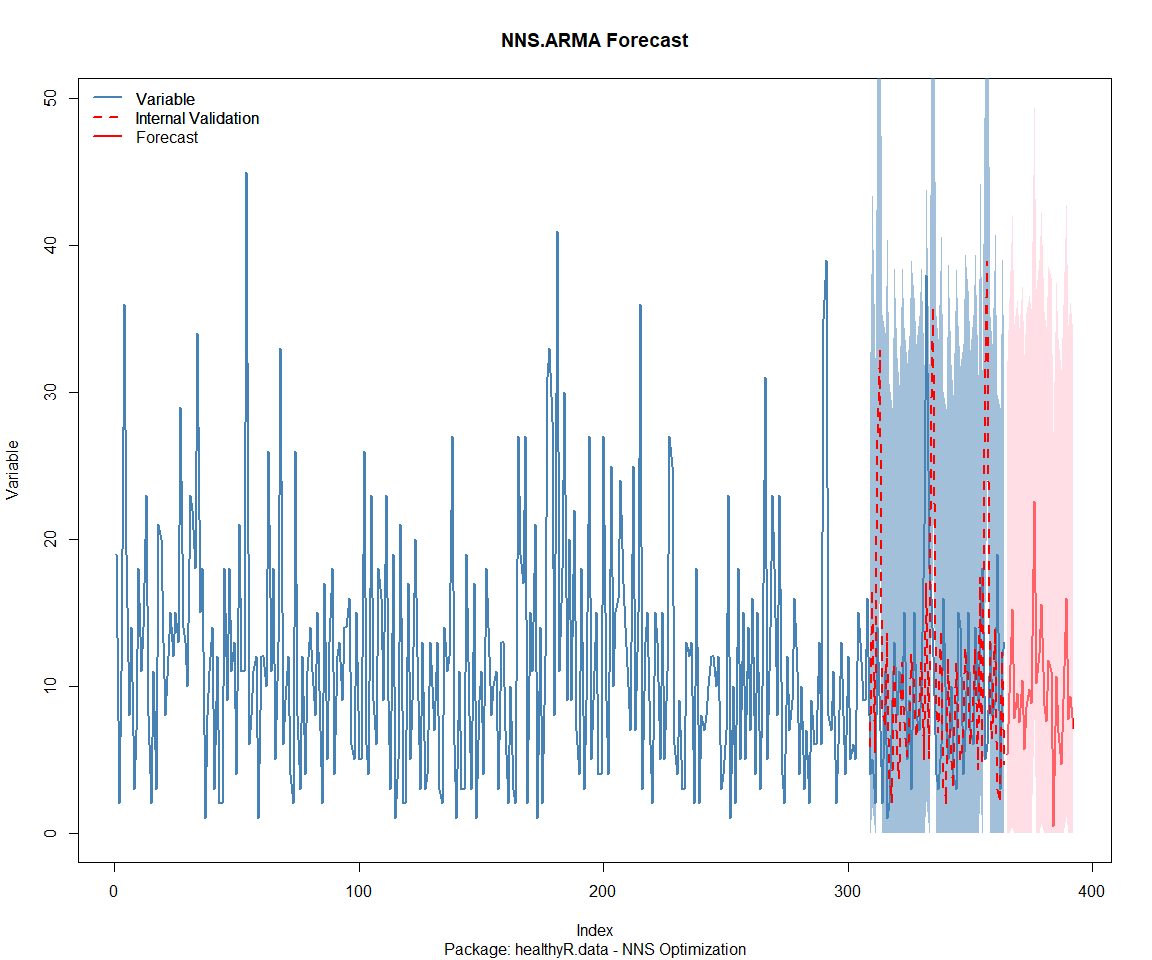 NNS.ARMA Forecast
Variable
Internal Validation
Forecast
50
40
30
20
10
0
Variable
0 100 200 300 400
Index
Package: healthyR.data - NNS Optimization